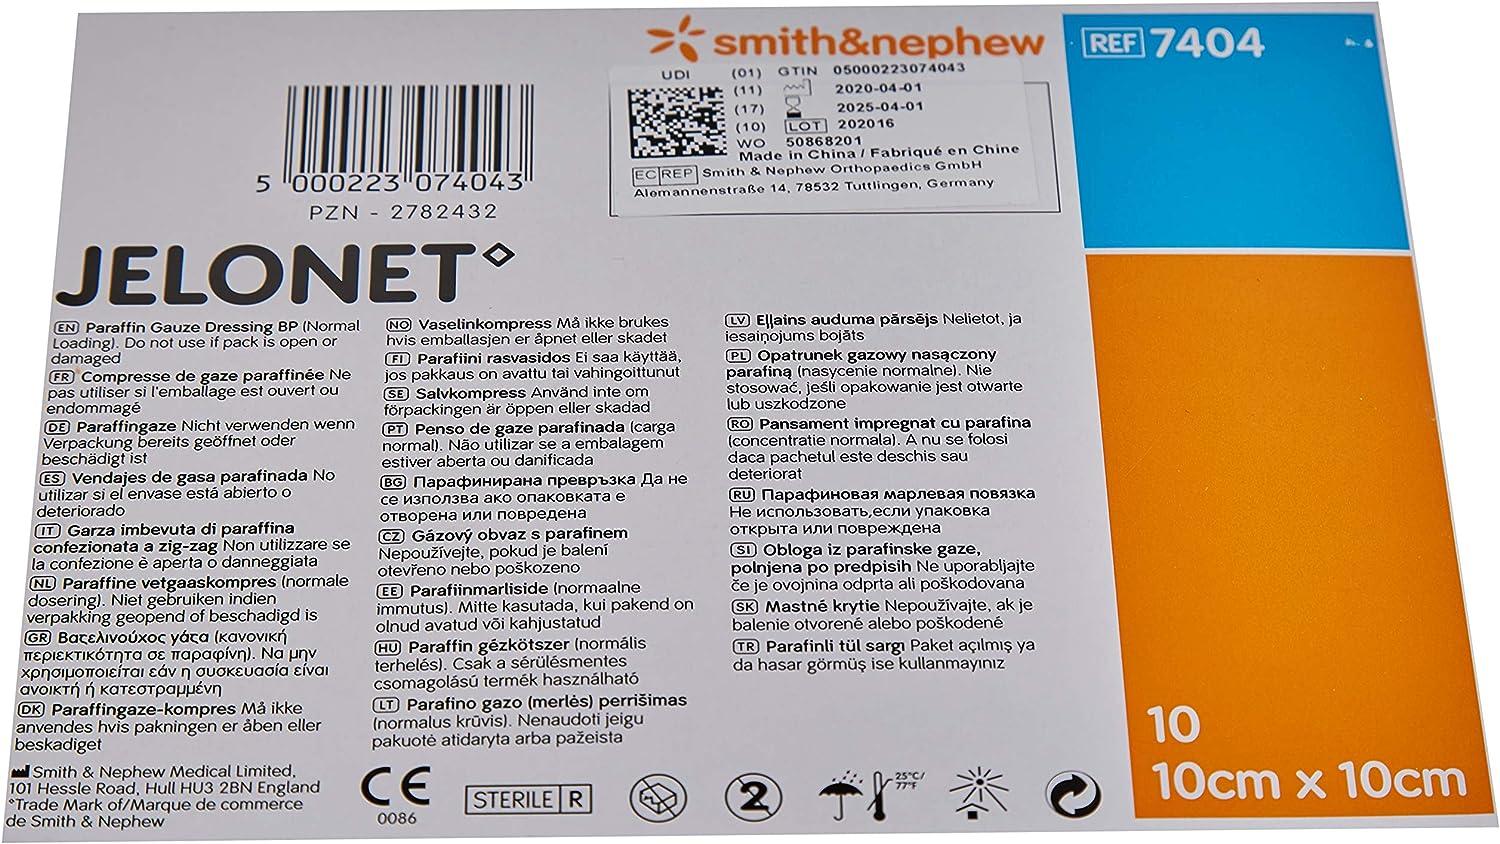 smith&nephew
REF 7404
UDI
(01) GTIN 05000223074043
(11) 2020-04-01
(17) 2025-04-01
(10) LOT 202016
WO 50868201
Made in China / Fabriqué en Chine
EC REP Smith & Nephew Orthopaedics GmbH
Alemannenstraße 14, 78532 Tuttlingen, Germany
5 000223 074043
PZN - 2782432
JELONET◊
EN Paraffin Gauze Dressing BP (Normal
Loading). Do not use if pack is open or
damaged
FR Compresse de gaze paraffinée Ne
pas utiliser si l'emballage est ouvert ou
endommagé
DE Paraffingaze Nicht verwenden wenn
Verpackung bereits geöffnet oder
beschädigt ist
ES Vendajes de gasa parafinada No
utilizar si el envase está abierto o
deteriorado
IT Garza imbevuta di paraffina
confezionata a zig-zag Non utilizzare se
la confezione è aperta o danneggiata
NL Paraffine vetgaaskompres (normale
dosering). Niet gebruiken indien
verpakking geopend of beschadigd is
GR Βατελινούχος γάτα (κανονική
περιεκτικότητα σε παραφίνη). Να μην
χρησιμοποιείται εάν η συσκευασία είναι
ανοικτή ή κατεστραμμένη
DK Paraffingaze-kompres Må ikke
anvendes hvis pakningen er åben eller
beskadiget
NO Vaselinkompress Må ikke brukes
hvis emballasjen er åpnet eller skadet
FI Parafiini rasvasidos Ei saa käyttää,
jos pakkaus on avattu tai vahingoittunut
SE Salvkompress Använd inte om
förpackingen är öppen eller skadad
PT Penso de gaze parafinada (carga
normal). Não utilizar se a embalagem
estiver aberta ou danificada
BG Парафинирана превръзка Да не
се използва ако опаковката е
отворена или повредена
CZ Gázový obvaz s parafinem
Nepoužívejte, pokud je balení
otevřeno nebo poškozeno
EE Parafiinmarliside (normaalne
immutus). Mitte kasutada, kui pakend on
olnud avatud või kahjustatud
HU Paraffin gézkötszer (normális
terhelés). Csak a sérülésmentes
csomagolású termék használható
LT Parafino gazo (merlės) perrišimas
(normalus krūvis). Nenaudoti jeigu
pakuotė atidaryta arba pažeista
LV Eļļains auduma pārsējs Nelietot, ja
iesaiņojums bojāts
PL Opatrunek gazowy nasączony
parafiną (nasycenie normalne). Nie
stosować, jeśli opakowanie jest otwarte
lub uszkodzone
RO Pansament impregnat cu parafina
(concentratie normala). A nu se folosi
daca pachetul este deschis sau
deteriorat
RU Парафиновая марлевая повязка
Не использовать,если упаковка
открыта или повреждена
SI Obloga iz parafinske gaze,
polnjena po predpisih Ne uporabljajte
če je ovojnina odprta ali poškodovana
SK Mastné krytie Nepoužívajte, ak je
balenie otvorené alebo poškodené
TR Parafinli tül sargı Paket açılmış ya
da hasar görmüş ise kullanmayınız
Smith & Nephew Medical Limited,
101 Hessle Road, Hull HU3 2BN England
◊Trade Mark of/Marque de commerce
de Smith & Nephew
CE
0086
STERILE R
2
25°C/
77°F
10
10cm x 10cm